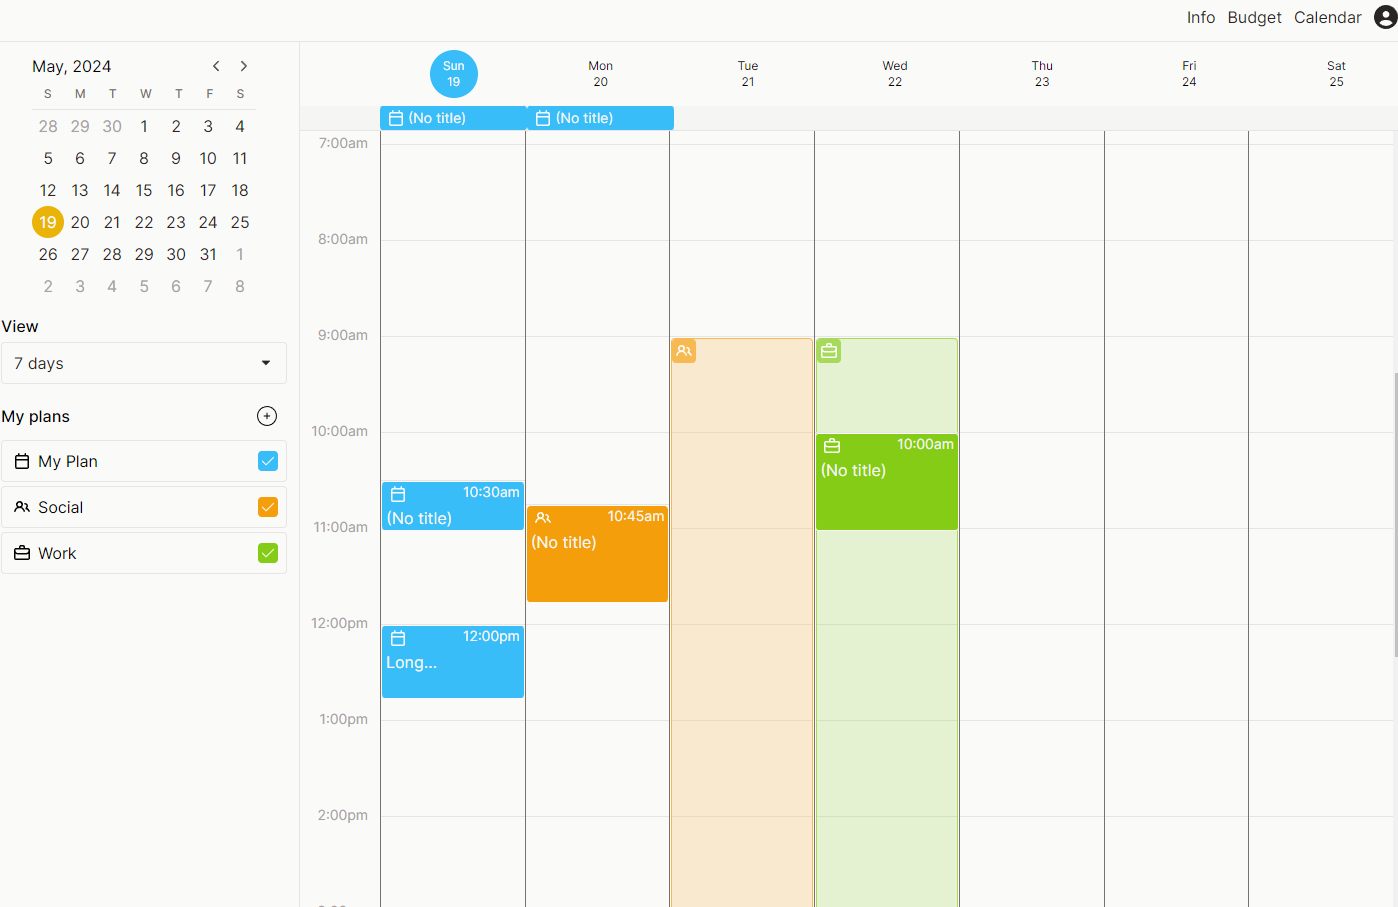 Info Budget Calendar
May, 2024
S M T W T F S
28 29 30 1 2 3 4
5 6 7 8 9 10 11
12 13 14 15 16 17 18
19 20 21 22 23 24 25
26 27 28 29 30 31 1
2 3 4 5 6 7 8
View
7 days
My plans
My Plan
Social
Work
Sun Mon Tue Wed Thu Fri Sat
19 20 21 22 23 24 25
(No title) (No title)
7:00am
8:00am
9:00am
10:00am
10:00am
(No title)
10:30am
(No title)
10:45am
11:00am
(No title)
12:00pm
12:00pm
Long...
1:00pm
2:00pm